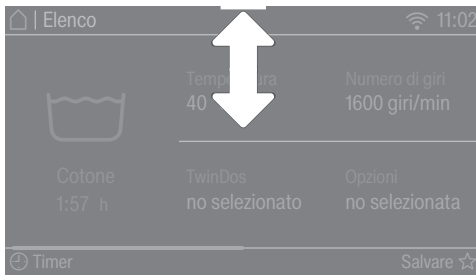 | Elenco 11:02
Temperatura Numero di giri
40 1600 giri/min
Cotone TwinDos Opzioni
1:57 h no selezionato no selezionata
Timer Salvare